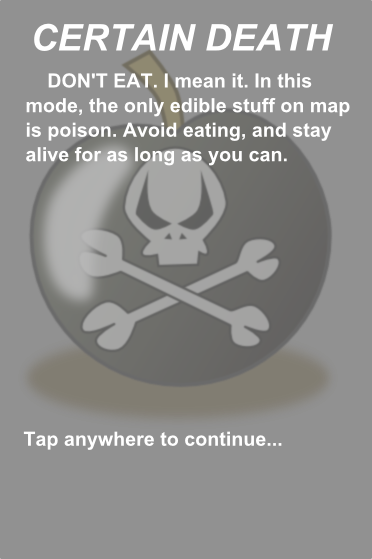 CERTAIN DEATH
DON'T EAT. I mean it. In this
mode, the only edible stuff on map
is poison. Avoid eating, and stay
alive for as long as you can.
Tap anywhere to continue...